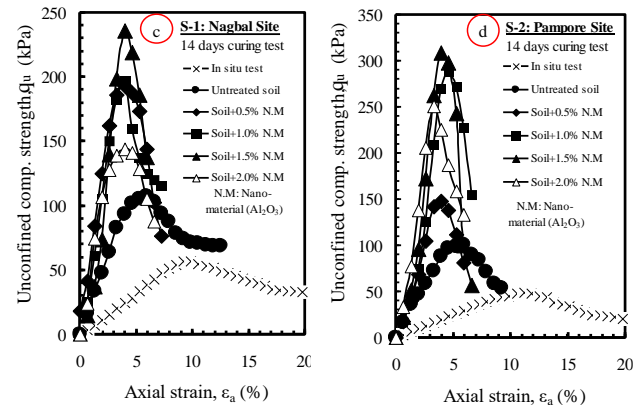 c
S-1: Nagbal Site
14 days curing test
In situ test
Untreated soil
Soil+0.5% N.M
Soil+1.0% N.M
Soil+1.5% N.M
Soil+2.0% N.M
N.M: Nano-
material (Al₂O₃)
Unconfined comp. strength,qu (kPa)
250
200
150
100
50
0
0 5 10 15 20
Axial strain, εa (%)
d
S-2: Pampore Site
14 days curing test
In situ test
Untreated soil
Soil+0.5% N.M
Soil+1.0% N.M
Soil+1.5% N.M
Soil+2.0% N.M
N.M: Nano-
material (Al₂O₃)
Unconfined comp. strength,qu (kPa)
350
300
250
200
150
100
50
0
0 5 10 15 20
Axial strain, εa (%)